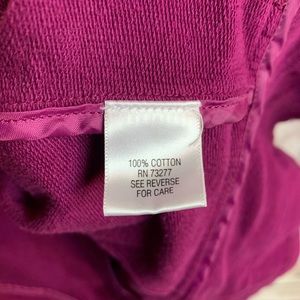 100% COTTON
RN 73277
SEE REVERSE
FOR CARE